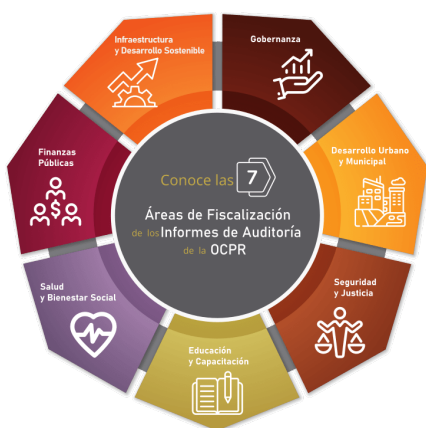 Conoce las 7
Áreas de Fiscalización
de los Informes de Auditoría
de la OCPR
Gobernanza
Desarrollo Urbano
y Municipal
Seguridad
y Justicia
Educación
y Capacitación
Salud
y Bienestar Social
Finanzas
Públicas
Infraestructura
y Desarrollo Sostenible